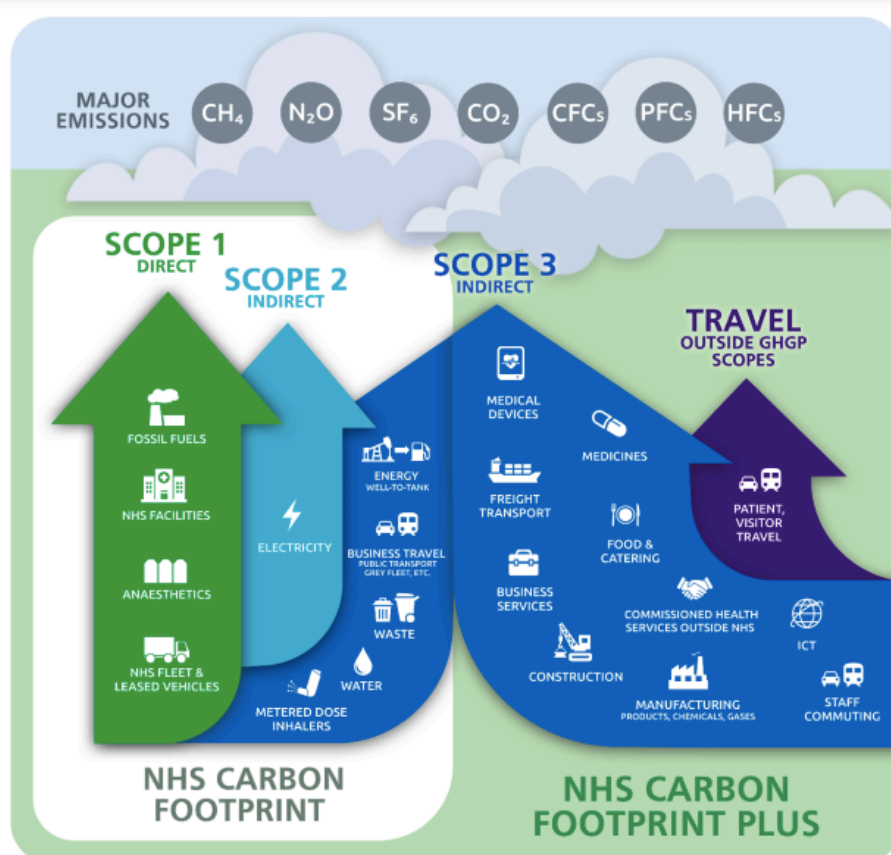 MAJOR
EMISSIONS
CH₄
N₂O
SF₆
CO₂
CFCs
PFCs
HFCs
SCOPE 1
DIRECT
SCOPE 2
INDIRECT
SCOPE 3
INDIRECT
TRAVEL
OUTSIDE GHGP
SCOPES
FOSSIL FUELS
NHS FACILITIES
ANAESTHETICS
NHS FLEET &
LEASED VEHICLES
ELECTRICITY
ENERGY
WELL-TO-TANK
BUSINESS TRAVEL
PUBLIC TRANSPORT
GREY FLEET, ETC.
WASTE
WATER
METERED DOSE
INHALERS
MEDICAL
DEVICES
MEDICINES
FREIGHT
TRANSPORT
FOOD &
CATERING
BUSINESS
SERVICES
COMMISSIONED HEALTH
SERVICES OUTSIDE NHS
CONSTRUCTION
MANUFACTURING
PRODUCTS, CHEMICALS, GASES
ICT
STAFF
COMMUTING
PATIENT,
VISITOR
TRAVEL
NHS CARBON
FOOTPRINT
NHS CARBON
FOOTPRINT PLUS